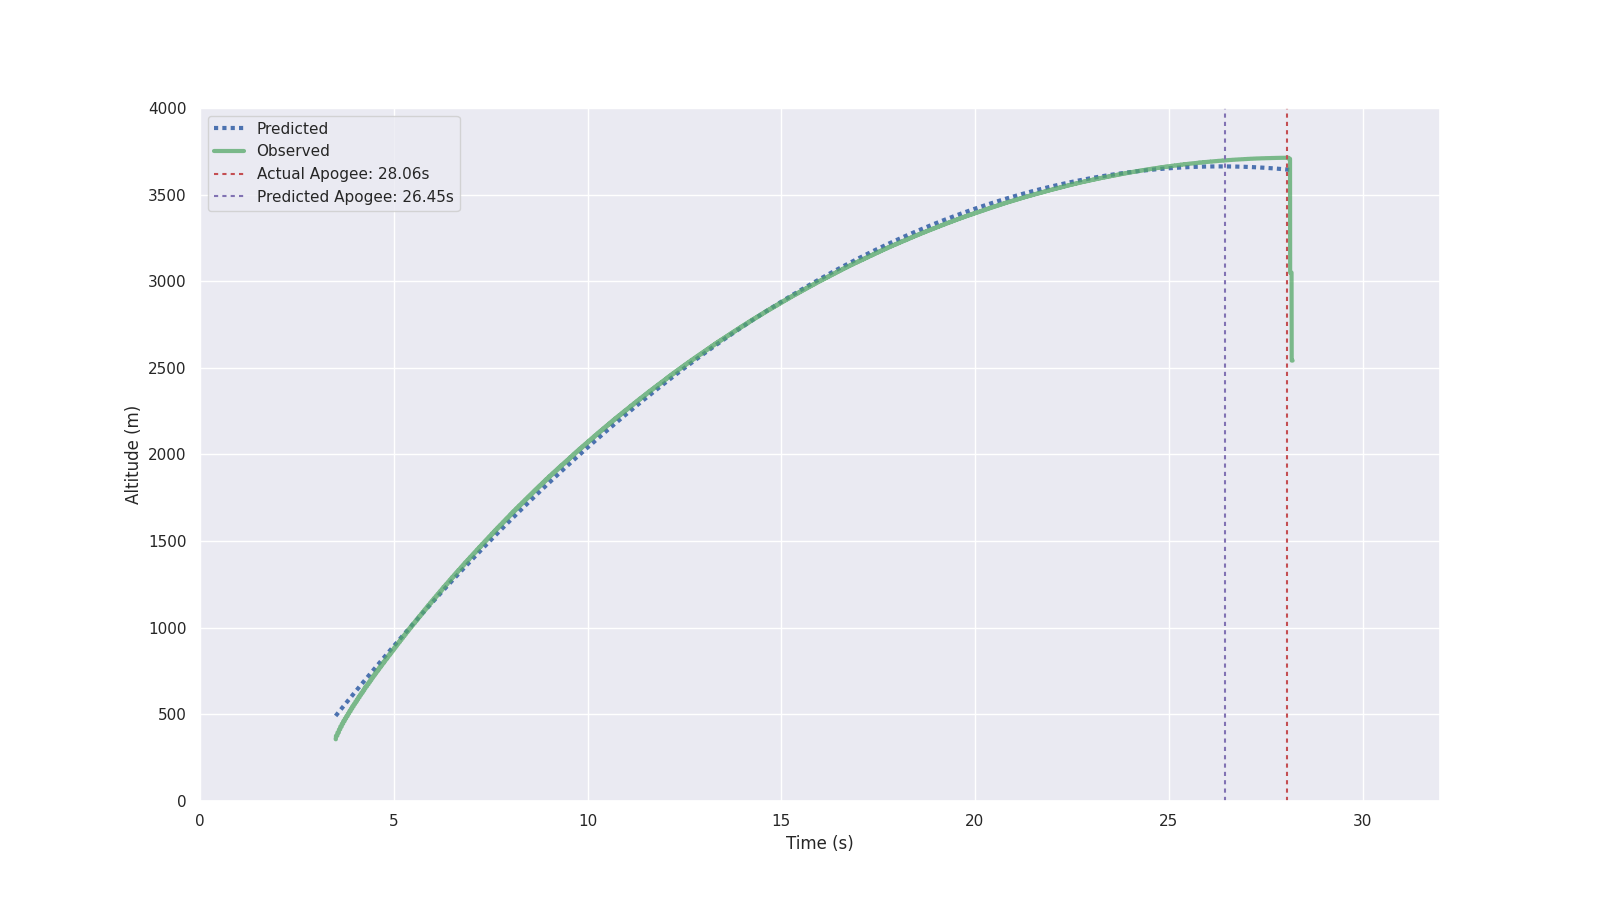 4000
3500
3000
2500
2000
1500
1000
500
0
Altitude (m)
Predicted
Observed
Actual Apogee: 28.06s
Predicted Apogee: 26.45s
0 5 10 15 20 25 30
Time (s)